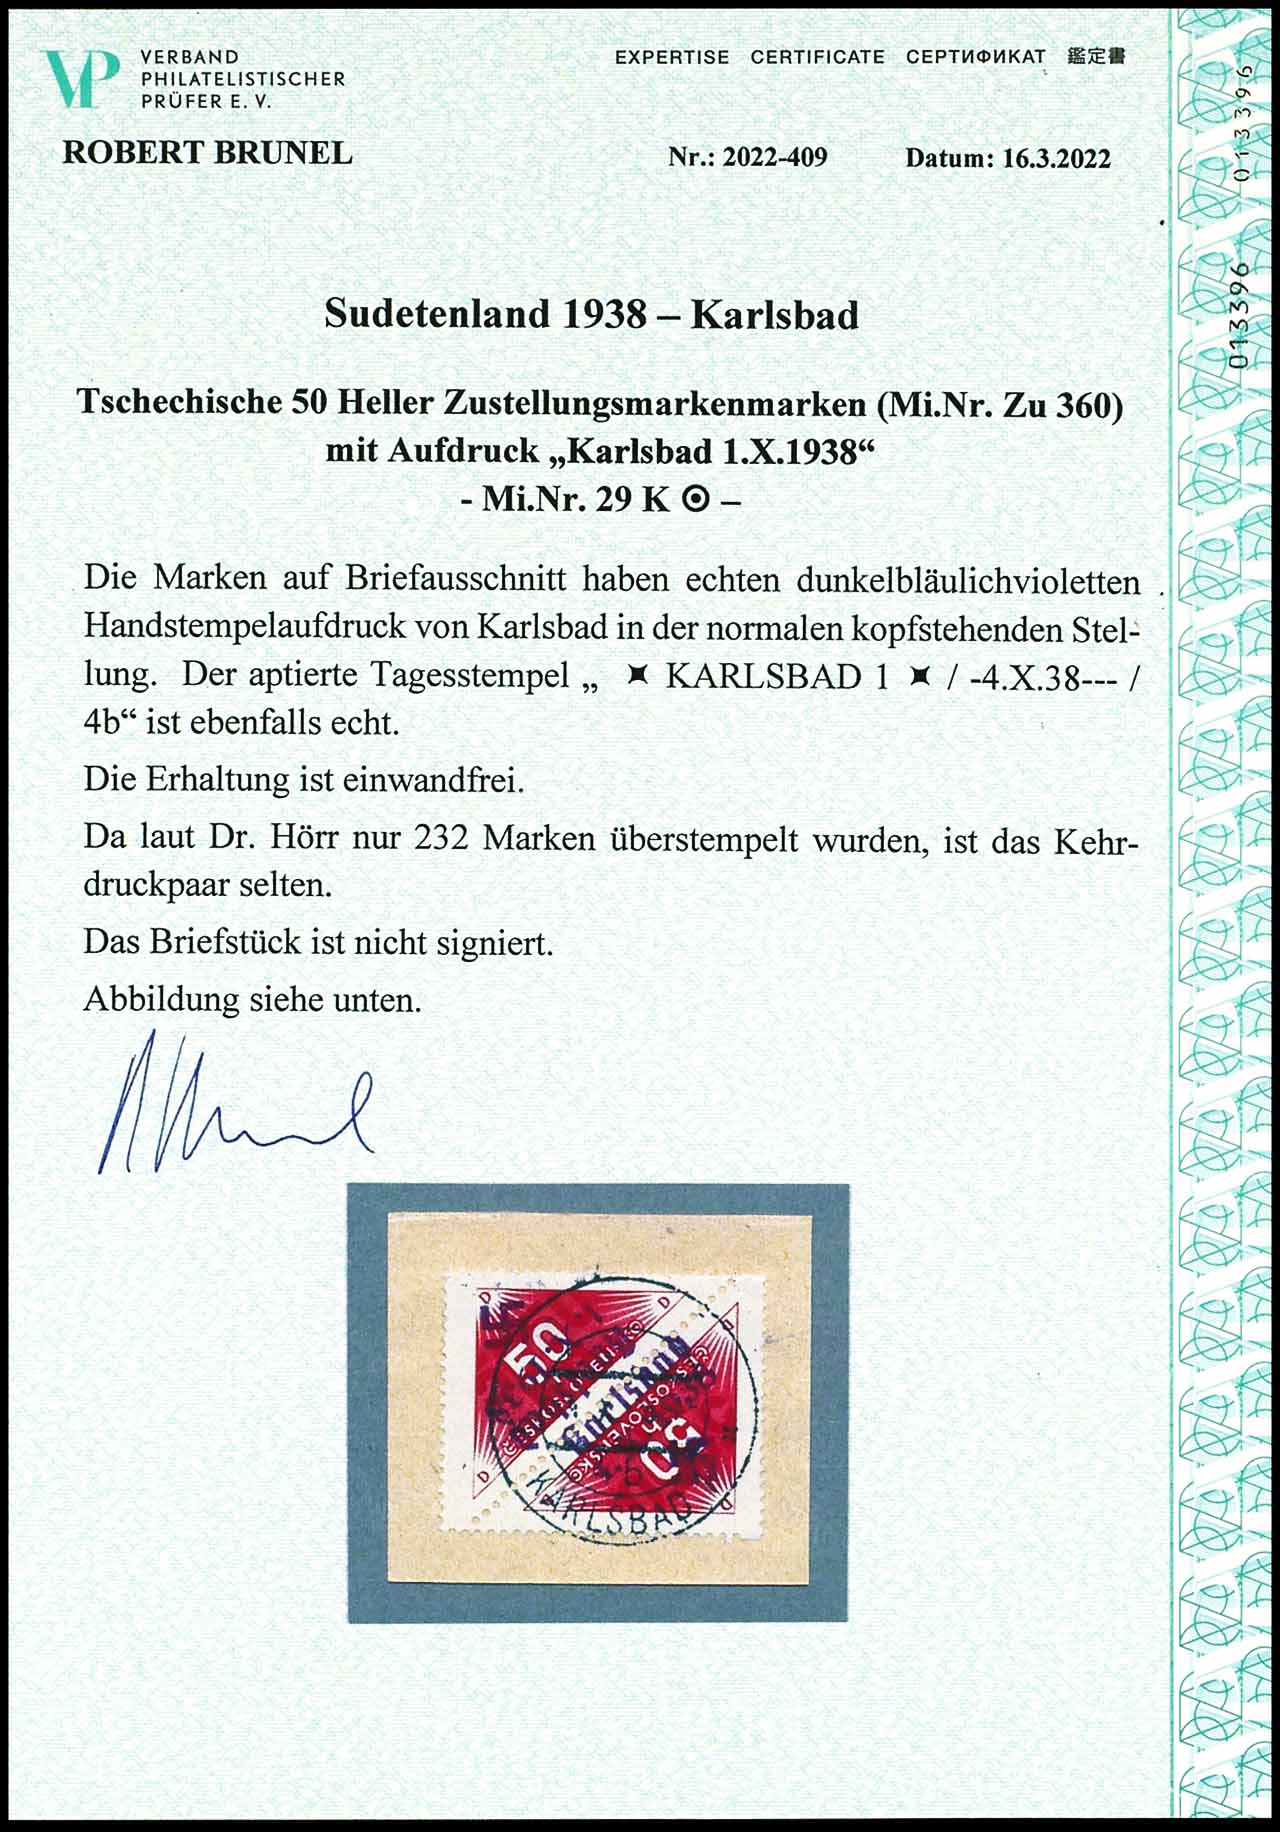 VP
VERBAND
PHILATELISTISCHER
PRÜFER E. V.
EXPERTISE CERTIFICATE СЕРТИФИКАТ 鑑定書
ROBERT BRUNEL
Nr.: 2022-409
Datum: 16.3.2022
013396
013396
Sudetenland 1938 – Karlsbad
Tschechische 50 Heller Zustellungsmarkenmarken (Mi.Nr. Zu 360)
mit Aufdruck „Karlsbad 1.X.1938“
- Mi.Nr. 29 K ⊙ –
Die Marken auf Briefausschnitt haben echten dunkelbläulichvioletten
Handstempelaufdruck von Karlsbad in der normalen kopfstehenden Stel-
lung. Der aptierte Tagesstempel „ ✖ KARLSBAD 1 ✖ / -4.X.38--- /
4b“ ist ebenfalls echt.
Die Erhaltung ist einwandfrei.
Da laut Dr. Hörr nur 232 Marken überstempelt wurden, ist das Kehr-
druckpaar selten.
Das Briefstück ist nicht signiert.
Abbildung siehe unten.
D
D
50
D
Karlsbad
50
D
KARLSBAD